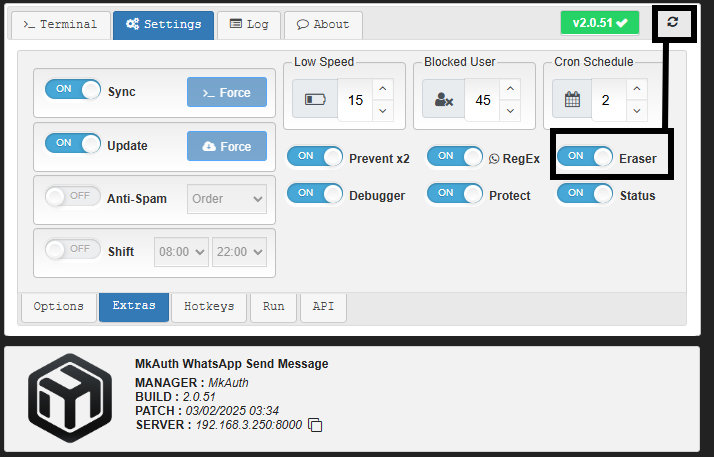 >_ Terminal Settings Log About v2.0.51
Low Speed Blocked User Cron Schedule
ON Sync >_ Force 15 45 2
ON Update Force
ON Prevent x2 ON RegEx ON Eraser
OFF Anti-Spam Order
ON Debugger ON Protect ON Status
OFF Shift 08:00 22:00
Options Extras Hotkeys Run API
MkAuth WhatsApp Send Message
MANAGER : MkAuth
BUILD : 2.0.51
PATCH : 03/02/2025 03:34
SERVER : 192.168.3.250:8000